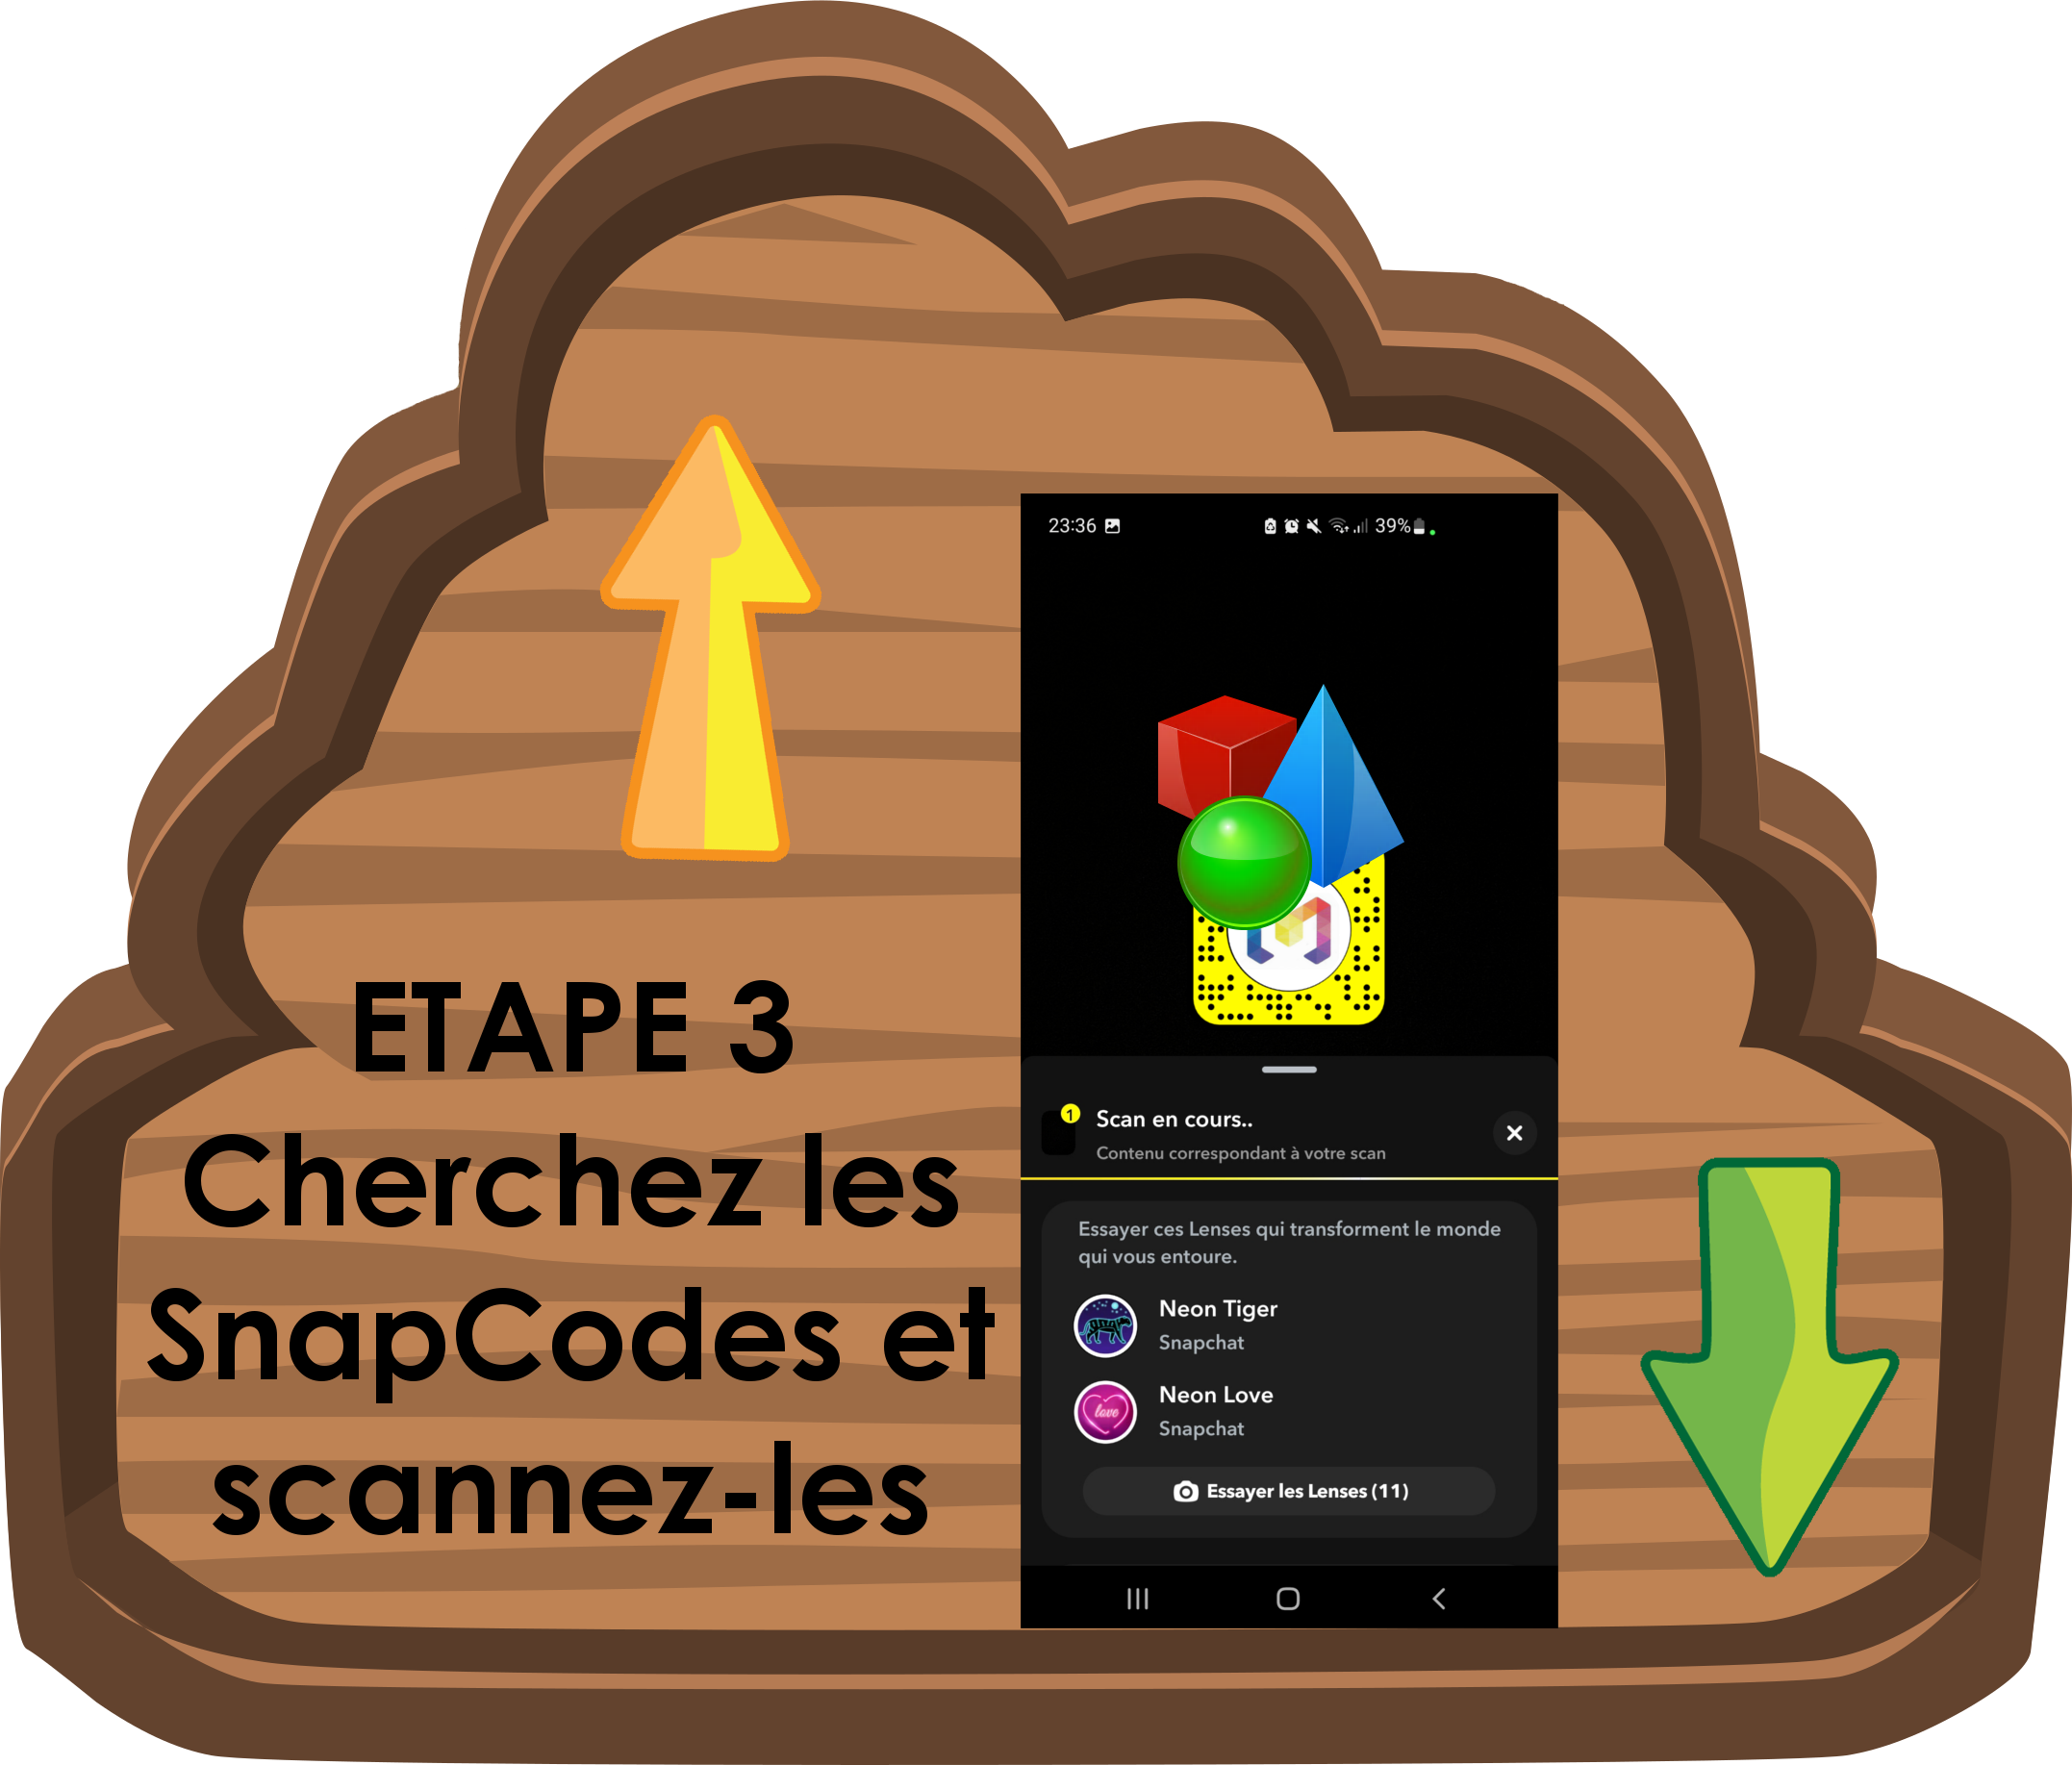 ETAPE 3
Cherchez les
SnapCodes et
scannez-les
23:36
39%
1
Scan en cours..
Contenu correspondant à votre scan
Essayer ces Lenses qui transforment le monde
qui vous entoure.
Neon Tiger
Snapchat
love
Neon Love
Snapchat
Essayer les Lenses (11)